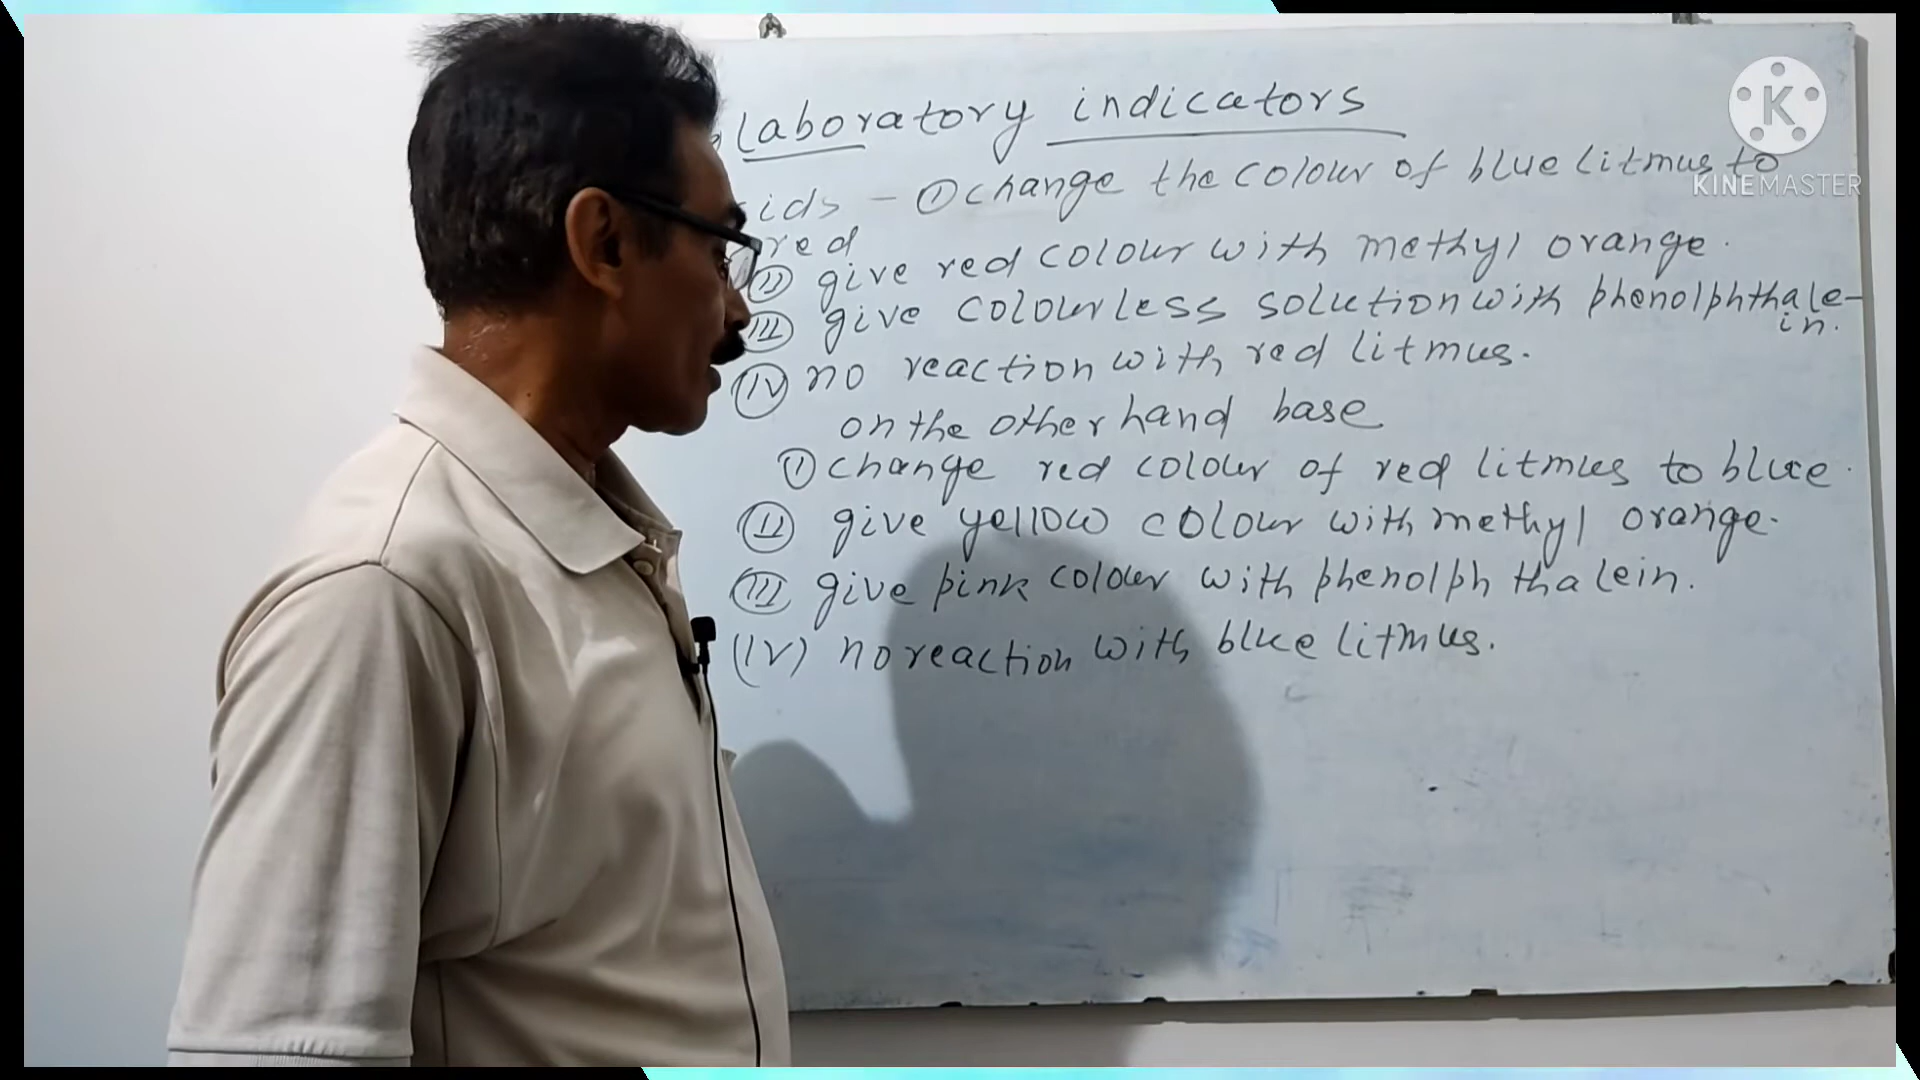 laboratory indicators
- ① change the colour of blue litmus to
red
II give red colour with methyl orange.
III give colourless solution with phenolphthale-
in.
IV no reaction with red litmus.
on the other hand base
① change red colour of red litmus to blue.
II give yellow colour with methyl orange.
III give pink colour with phenolphthalein.
(IV) no reaction with blue litmus.
K
KINEMASTER